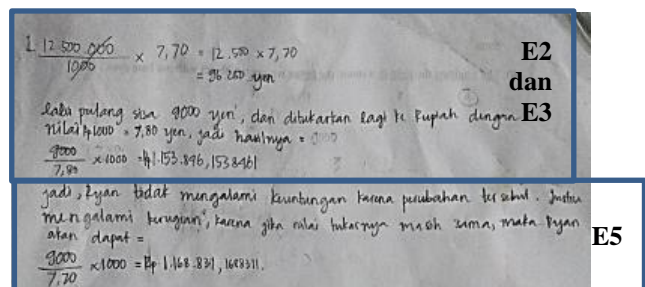 1. 12.500.000 / 1000 × 7,70 = 12.500 × 7,70
= 96 250 yen
E2
dan
E3
Lalu pulang sisa 9000 yen, dan ditukarkan lagi ke Rupiah dengan
nilai Rp1000 = 7,80 yen, jadi hasilnya =
9000 / 7,80 × 1000 = Rp 1.153.846,1538461
jadi, Ryan tidak mengalami keuntungan karena perubahan tersebut. Justru
mengalami kerugian, karena jika nilai tukarnya masih sama, maka Ryan
akan dapat =
9000 / 7,70 × 1000 = Rp 1.168.831,1688311.
E5